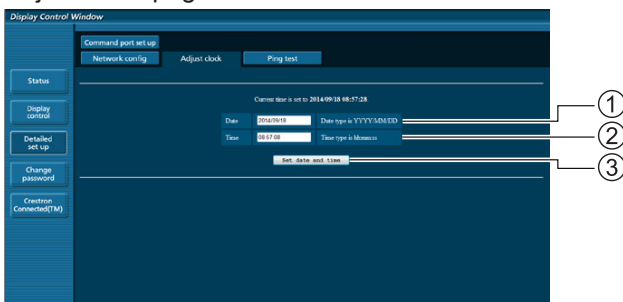 Display Control Window
Command port set up
Network config Adjust clock Ping test
Status
Current time is set to 2014/09/18 08:57:28.
Display control
Date 2014/09/18 Date type is YYYY/MM/DD ①
Time 08:57:08 Time type is hh:mm:ss ②
Detailed set up
Set date and time ③
Change password
Crestron Connected(TM)